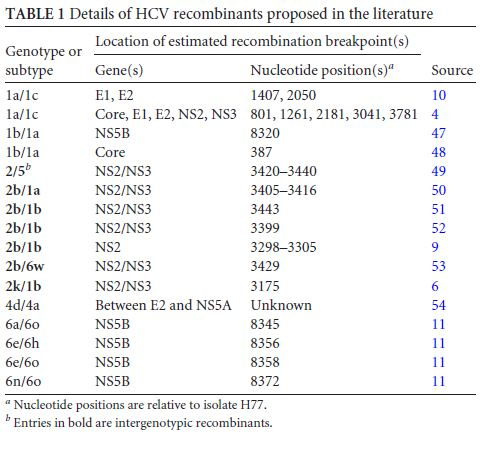 TABLE 1 Details of HCV recombinants proposed in the literature
Location of estimated recombination breakpoint(s)
Genotype or
subtype Gene(s) Nucleotide position(s)a Source
1a/1c E1, E2 1407, 2050 10
1a/1c Core, E1, E2, NS2, NS3 801, 1261, 2181, 3041, 3781 4
1b/1a NS5B 8320 47
1b/1a Core 387 48
2/5b NS2/NS3 3420–3440 49
2b/1a NS2/NS3 3405–3416 50
2b/1b NS2/NS3 3443 51
2b/1b NS2/NS3 3399 52
2b/1b NS2 3298–3305 9
2b/6w NS2/NS3 3429 53
2k/1b NS2/NS3 3175 6
4d/4a Between E2 and NS5A Unknown 54
6a/6o NS5B 8345 11
6e/6h NS5B 8356 11
6e/6o NS5B 8358 11
6n/6o NS5B 8372 11
a Nucleotide positions are relative to isolate H77.
b Entries in bold are intergenotypic recombinants.